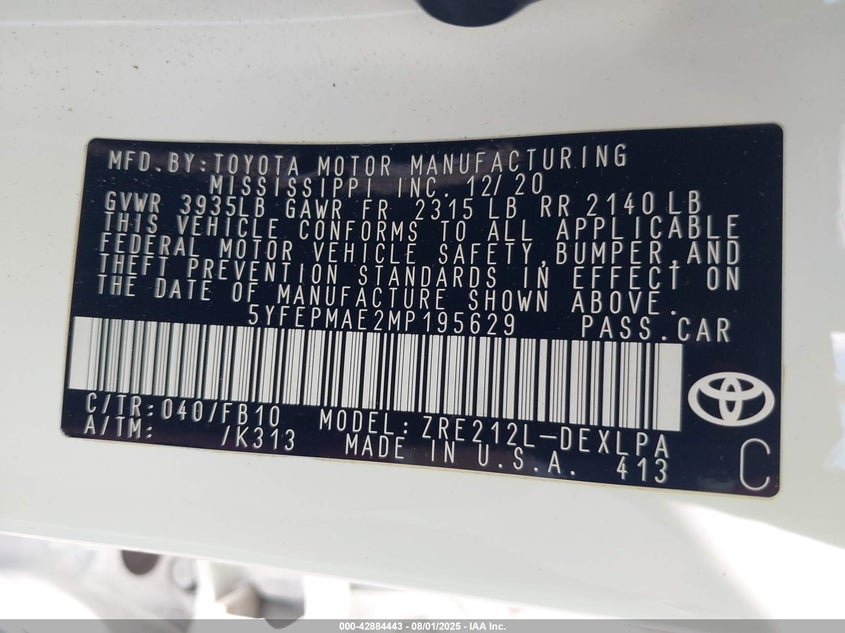 MFD. BY: TOYOTA MOTOR MANUFACTURING
MISSISSIPPI INC. 12/20
GVWR 3935LB GAWR FR 2315 LB RR 2140 LB
THIS VEHICLE CONFORMS TO ALL APPLICABLE
FEDERAL MOTOR VEHICLE SAFETY, BUMPER, AND
THEFT PREVENTION STANDARDS IN EFFECT ON
THE DATE OF MANUFACTURE SHOWN ABOVE.
5YFEPMAE2MP195629 PASS. CAR
C/TR: 040/FB10 MODEL: ZRE212L-DEXLPA
A/TM: /K313 MADE IN U.S.A. 413
C
000-42884443 - 08/01/2025 - IAA Inc.